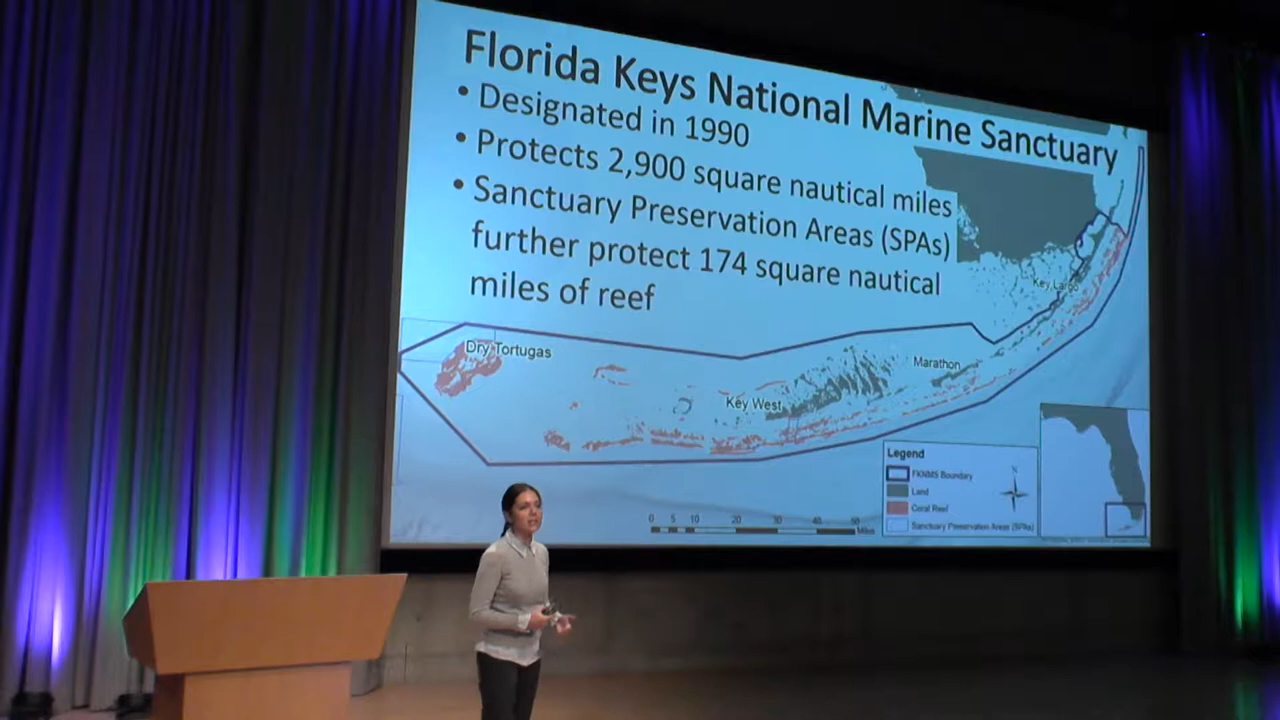 Florida Keys National Marine Sanctuary
• Designated in 1990
• Protects 2,900 square nautical miles
• Sanctuary Preservation Areas (SPAs)
further protect 174 square nautical
miles of reef
Key Largo
Dry Tortugas
Marathon
Key West
Legend
FKNMS Boundary
Land
Coral Reef
Sanctuary Preservation Areas (SPAs)
N
0 5 10 20 30 40 50
Miles